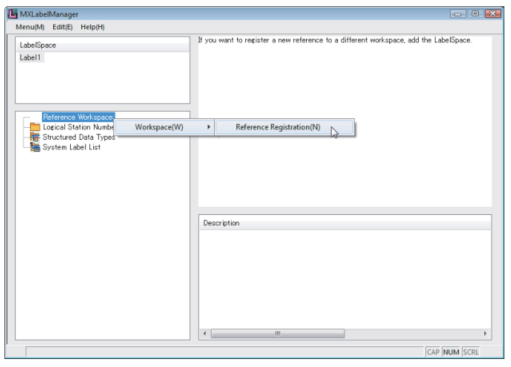 MXLabelManager
Menu(M) Edit(E) Help(H)
LabelSpace
Label1
If you want to register a new reference to a different workspace, add the LabelSpace.
Reference Workspace
Logical Station Numbe
Structured Data Types
System Label List
Workspace(W)
Reference Registration(N)
Description
CAP NUM SCRL